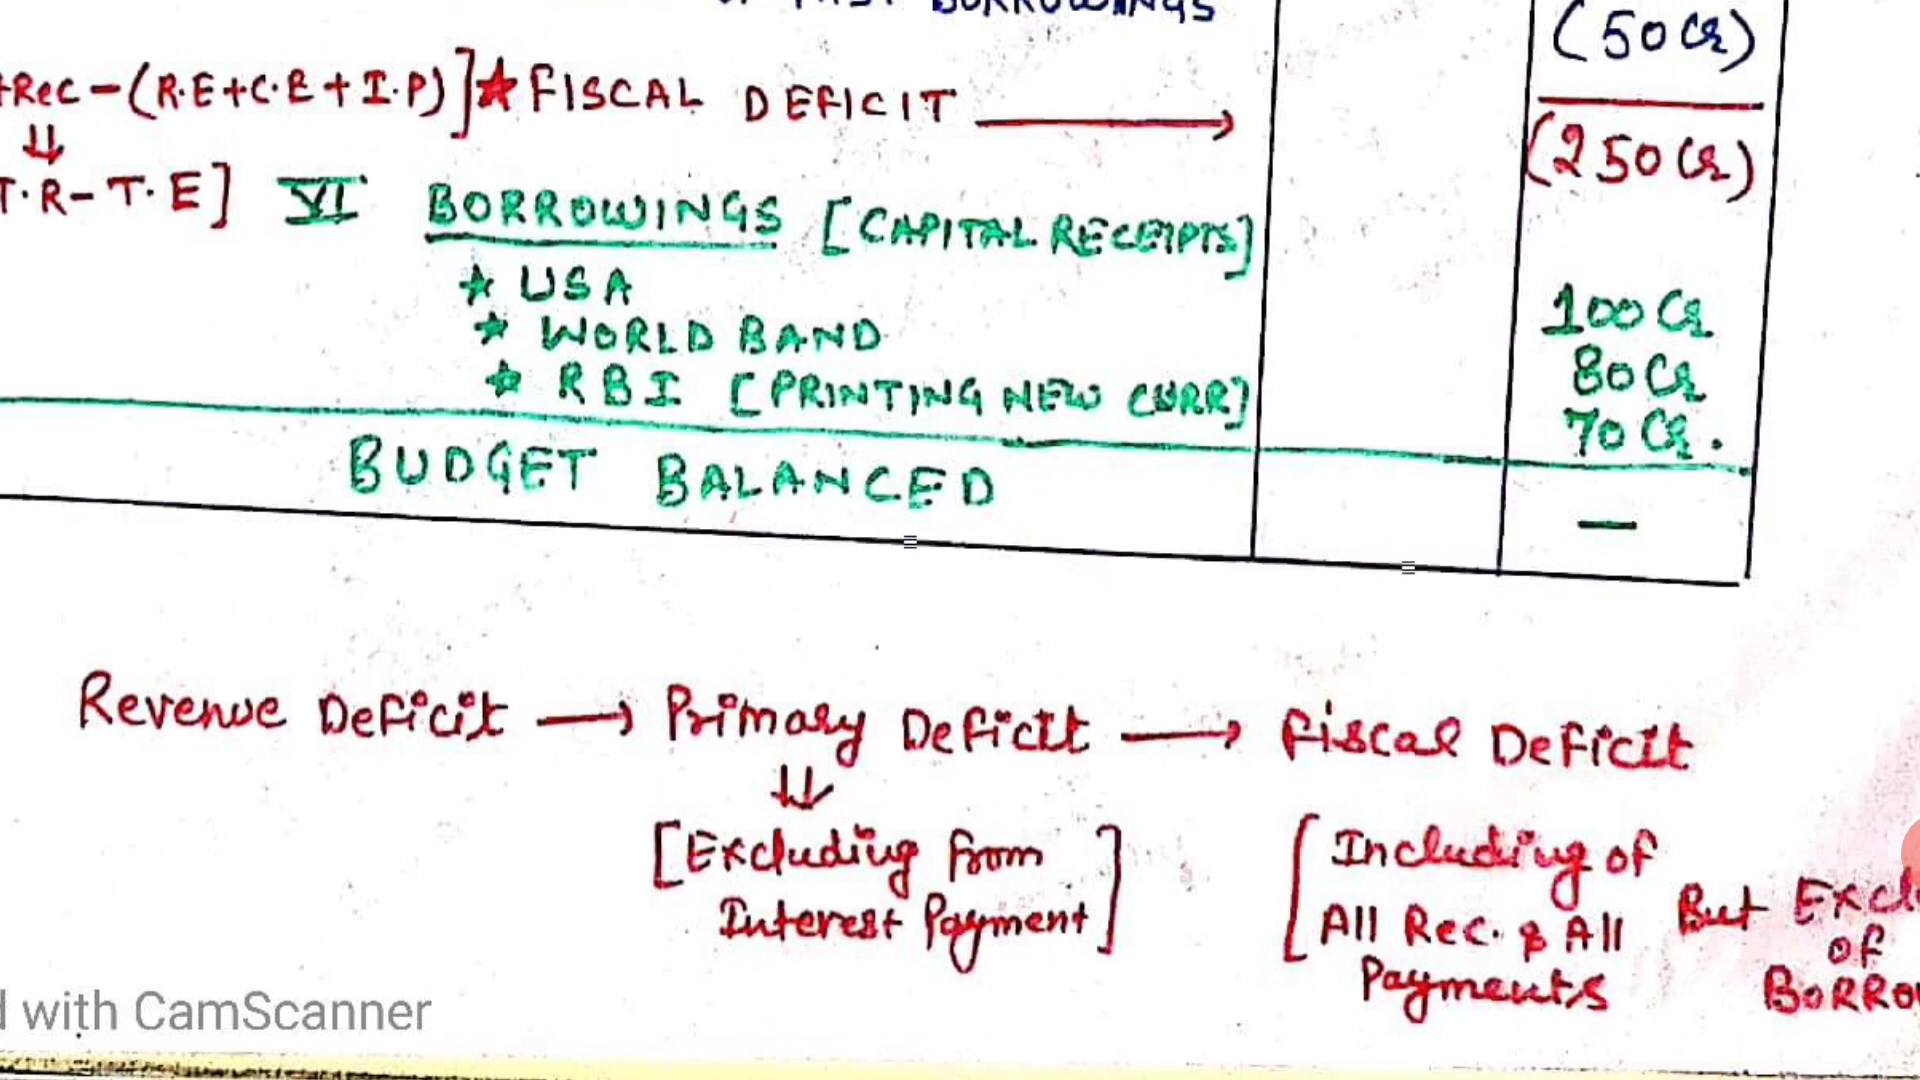 BORROWINGS
(50 Cr)
Rec - (R.E+C.E+I.P)] ★ FISCAL DEFICIT ⟶
(250 Cr)
⇓
T.R - T.E] VI BORROWINGS [CAPITAL RECEIPTS]
★ USA 100 Cr
★ WORLD BAND 80 Cr
★ RBI [PRINTING NEW CURR] 70 Cr.
BUDGET BALANCED —
Revenue Deficit → Primary Deficit → Fiscal Deficit
⇓
[Excluding from
Interest Payment]
[Including of
All Rec. & All
Payments
But Excl
of
BORRO
with CamScanner